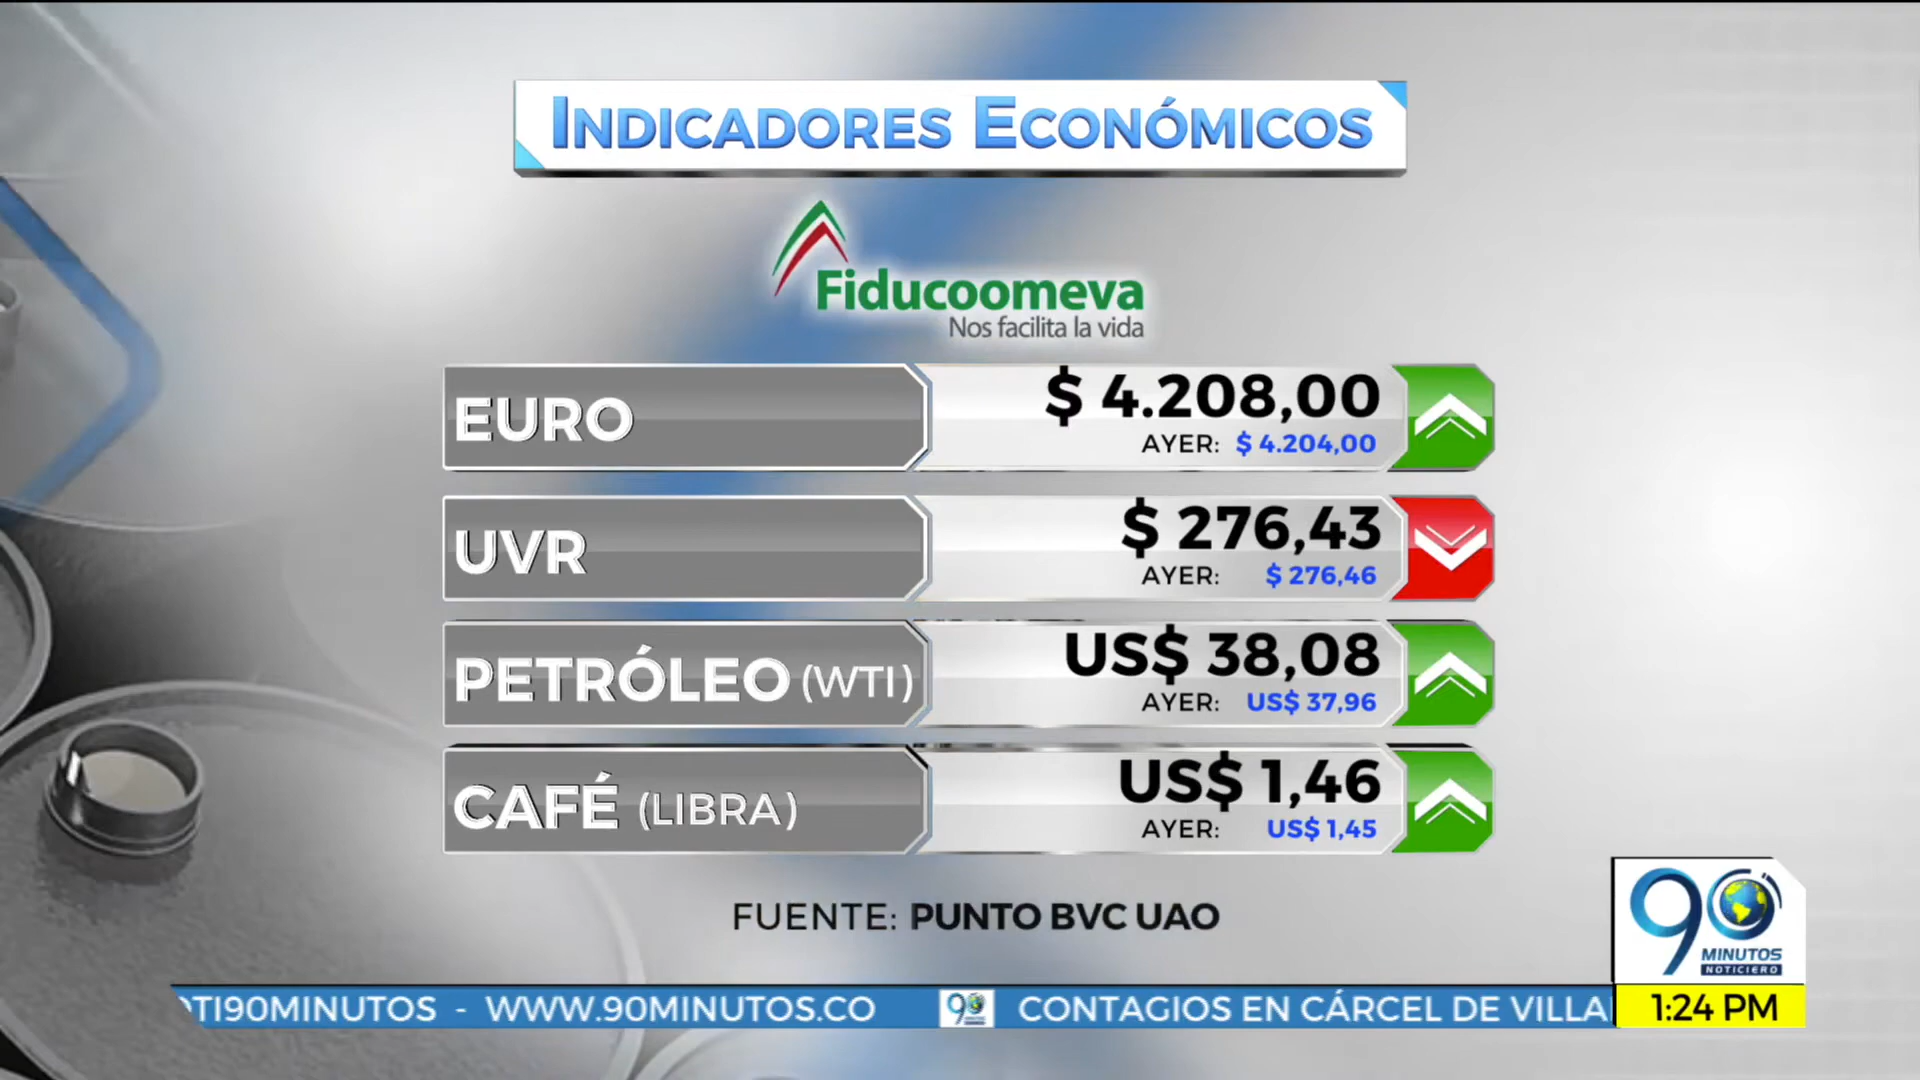 INDICADORES ECONÓMICOS
Fiducoomeva
Nos facilita la vida
EURO
$ 4.208,00
AYER: $ 4.204,00
UVR
$ 276,43
AYER: $ 276,46
PETRÓLEO (WTI)
US$ 38,08
AYER: US$ 37,96
CAFÉ (LIBRA)
US$ 1,46
AYER: US$ 1,45
FUENTE: PUNTO BVC UAO
90
MINUTOS
NOTICIERO
OTI90MINUTOS - WWW.90MINUTOS.CO 90 CONTAGIOS EN CÁRCEL DE VILLA
1:24 PM